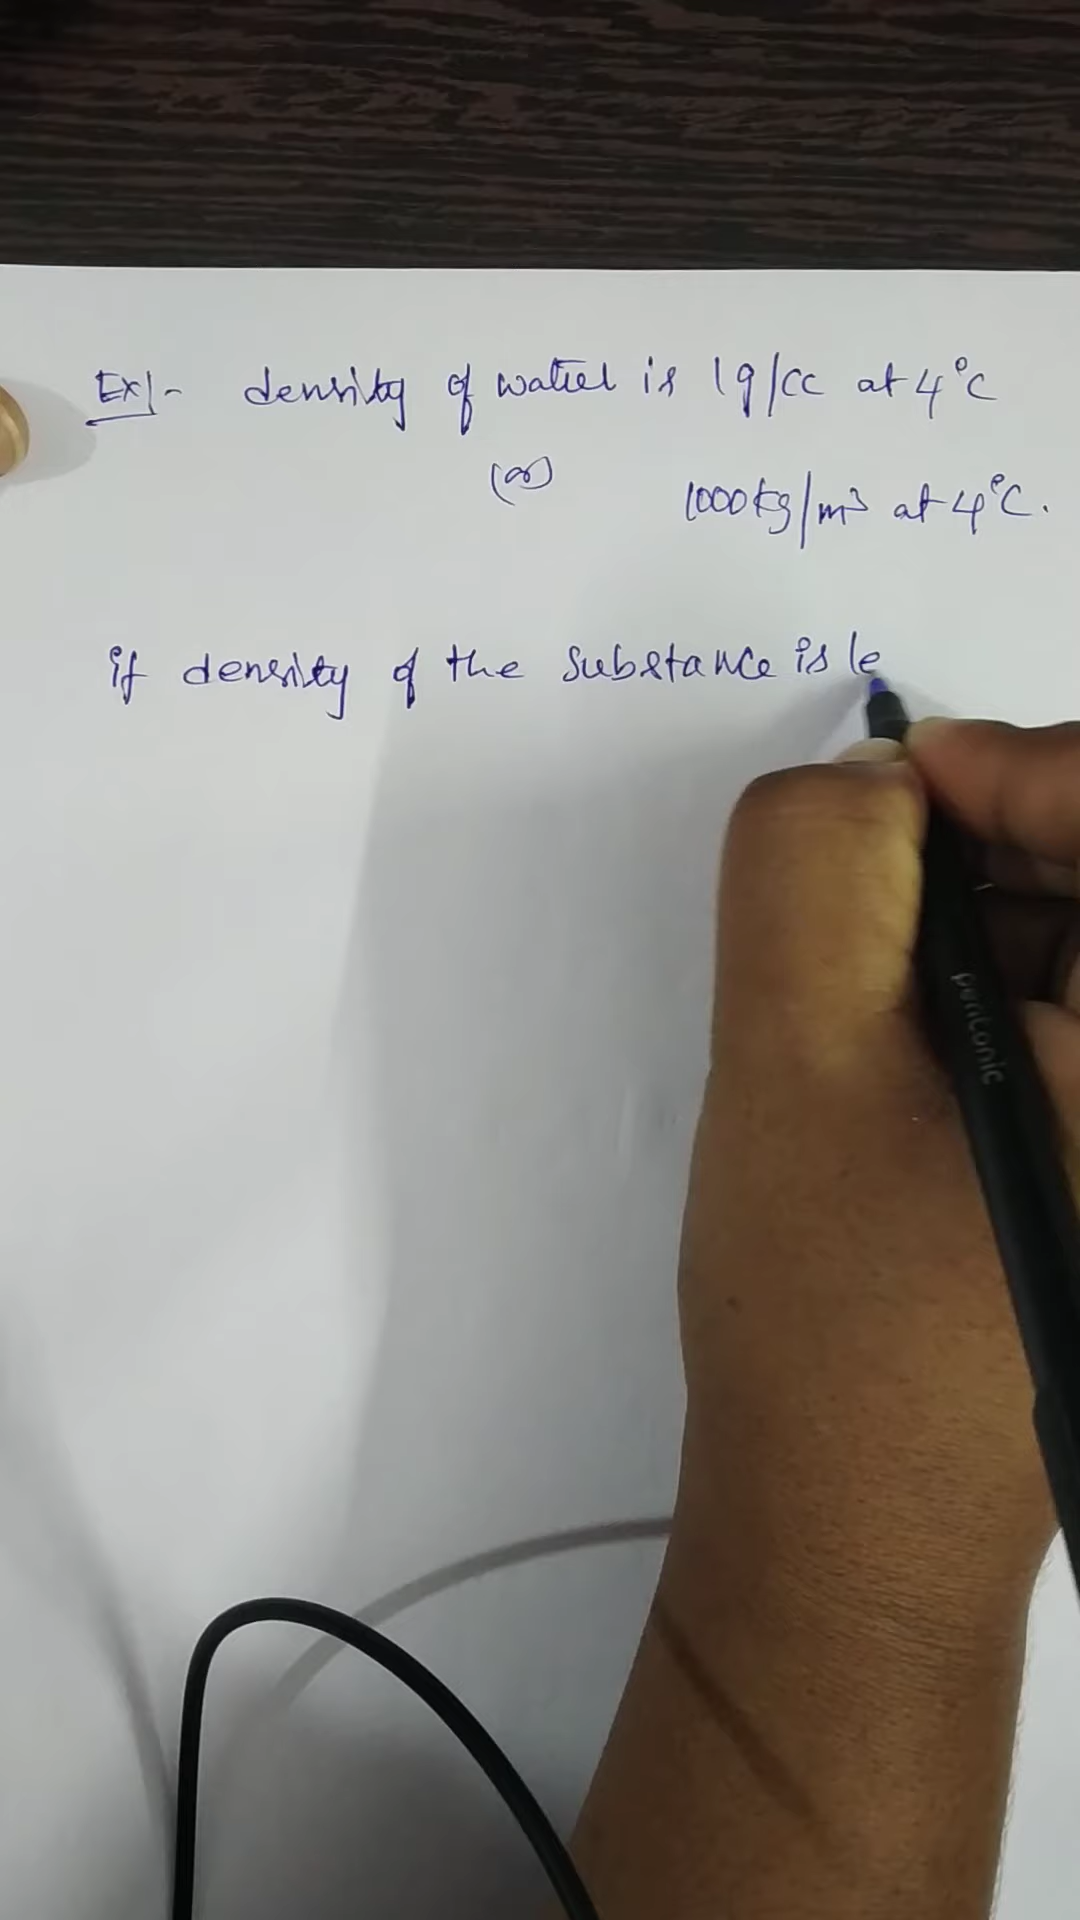 Ex:- density of water is 1g/cc at 4°C
(or)
1000kg/m³ at 4°C.
if density of the substance is le
pentonic